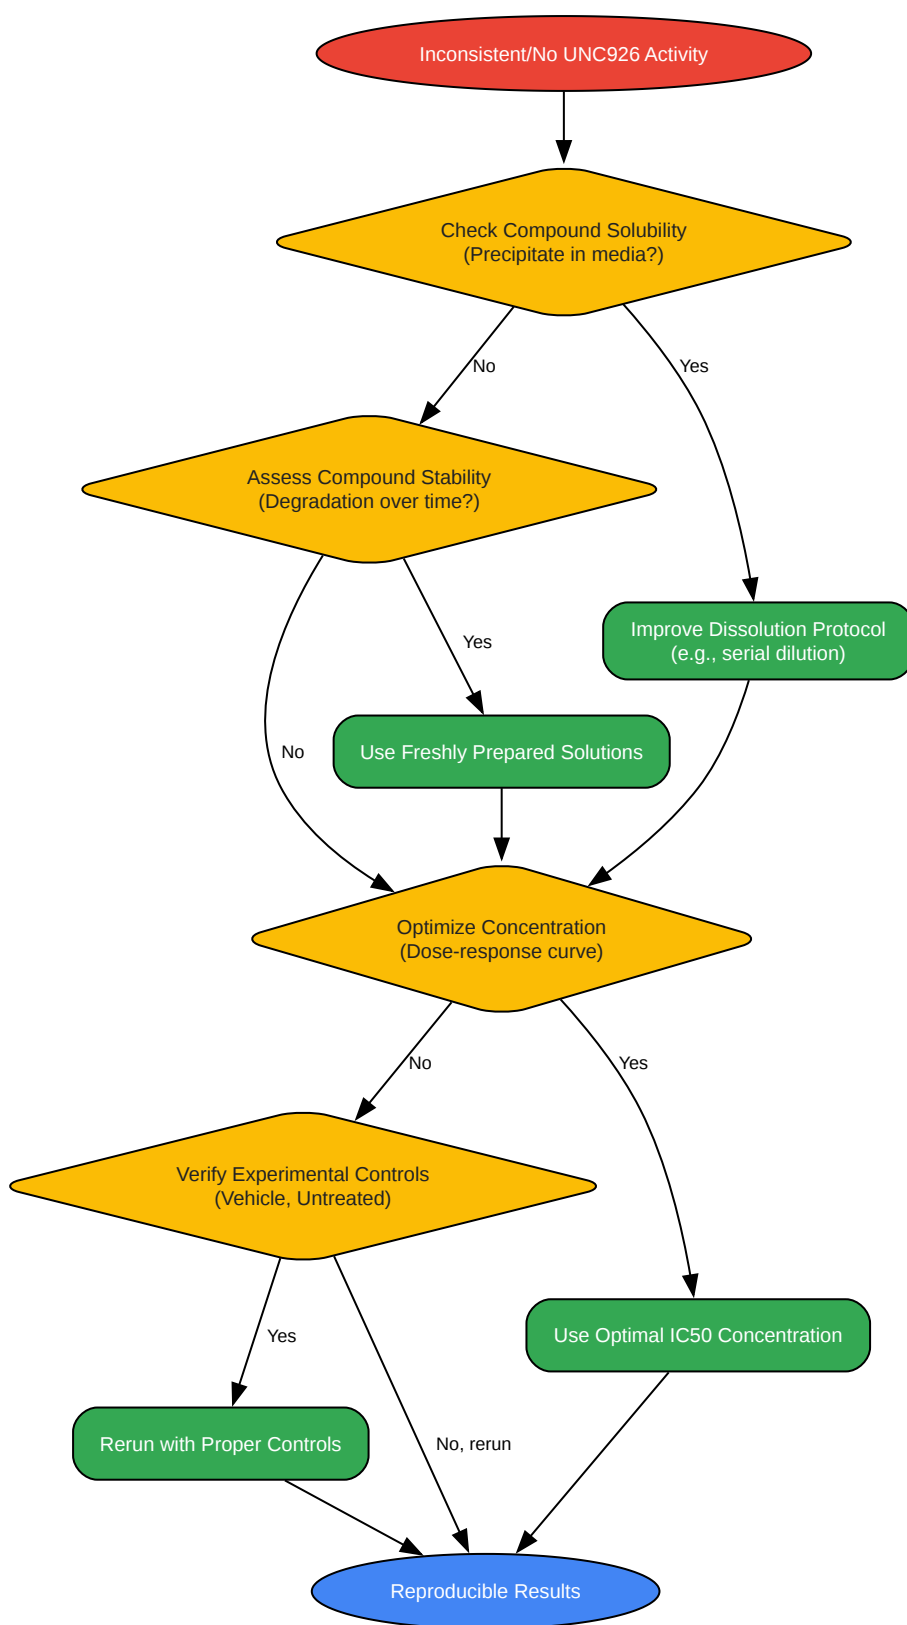 Inconsistent/No UNC926 Activity
Check Compound Solubility
(Precipitate in media?)
No
Yes
Assess Compound Stability
(Degradation over time?)
Improve Dissolution Protocol
(e.g., serial dilution)
Yes
No
Use Freshly Prepared Solutions
Optimize Concentration
(Dose-response curve)
No
Yes
Verify Experimental Controls
(Vehicle, Untreated)
Yes
Use Optimal IC50 Concentration
Rerun with Proper Controls
No, rerun
Reproducible Results